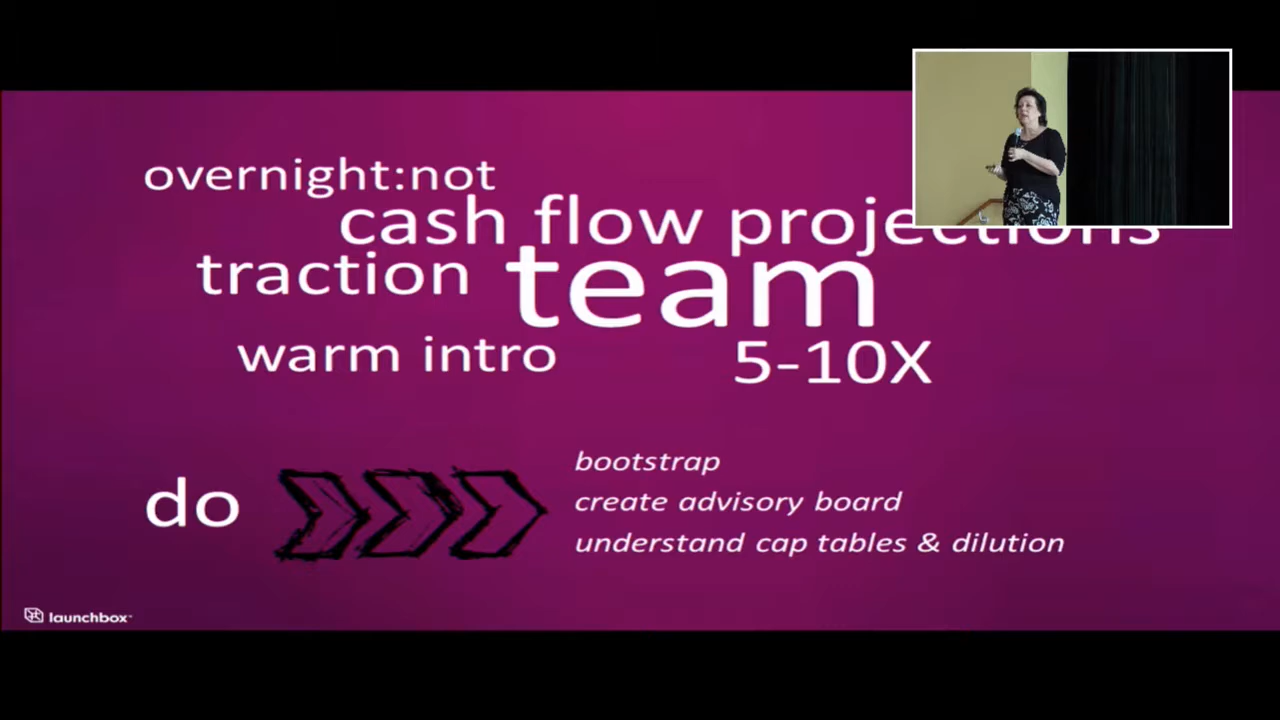 overnight:not
cash flow projections
traction
team
warm intro
5-10X
do
bootstrap
create advisory board
understand cap tables & dilution
launchbox™